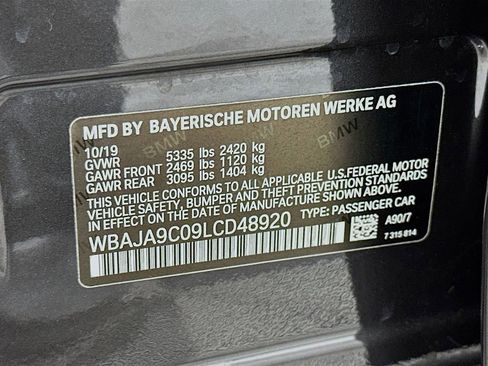 MFD BY BAYERISCHE MOTOREN WERKE AG
10/19
GVWR 5335 lbs 2420 kg
GAWR FRONT 2469 lbs 1120 kg
GAWR REAR 3095 lbs 1404 kg
THIS VEHICLE CONFORMS TO ALL APPLICABLE U.S.FEDERAL MOTOR
VEHICLE SAFETY, BUMPER AND THEFT PREVENTION STANDARDS IN
EFFECT ON THE DATE OF MANUFACTURE SHOWN ABOVE.
WBAJA9C09LCD48920 TYPE: PASSENGER CAR
A90/7
7 315 814
BMW
BMW
BMW